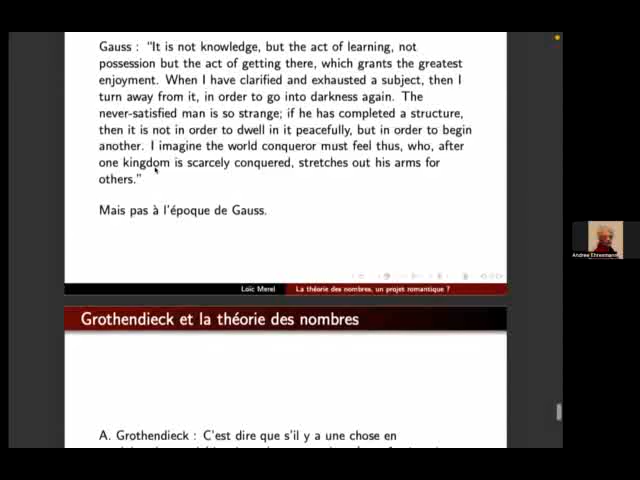 Gauss : “It is not knowledge, but the act of learning, not
possession but the act of getting there, which grants the greatest
enjoyment. When I have clarified and exhausted a subject, then I
turn away from it, in order to go into darkness again. The
never-satisfied man is so strange; if he has completed a structure,
then it is not in order to dwell in it peacefully, but in order to begin
another. I imagine the world conqueror must feel thus, who, after
one kingdom is scarcely conquered, stretches out his arms for
others.”
Mais pas à l'époque de Gauss.
Loïc Merel La théorie des nombres, un projet romantique ?
Grothendieck et la théorie des nombres
A. Grothendieck : C'est dire que s'il y a une chose en
Andree Ehresmann